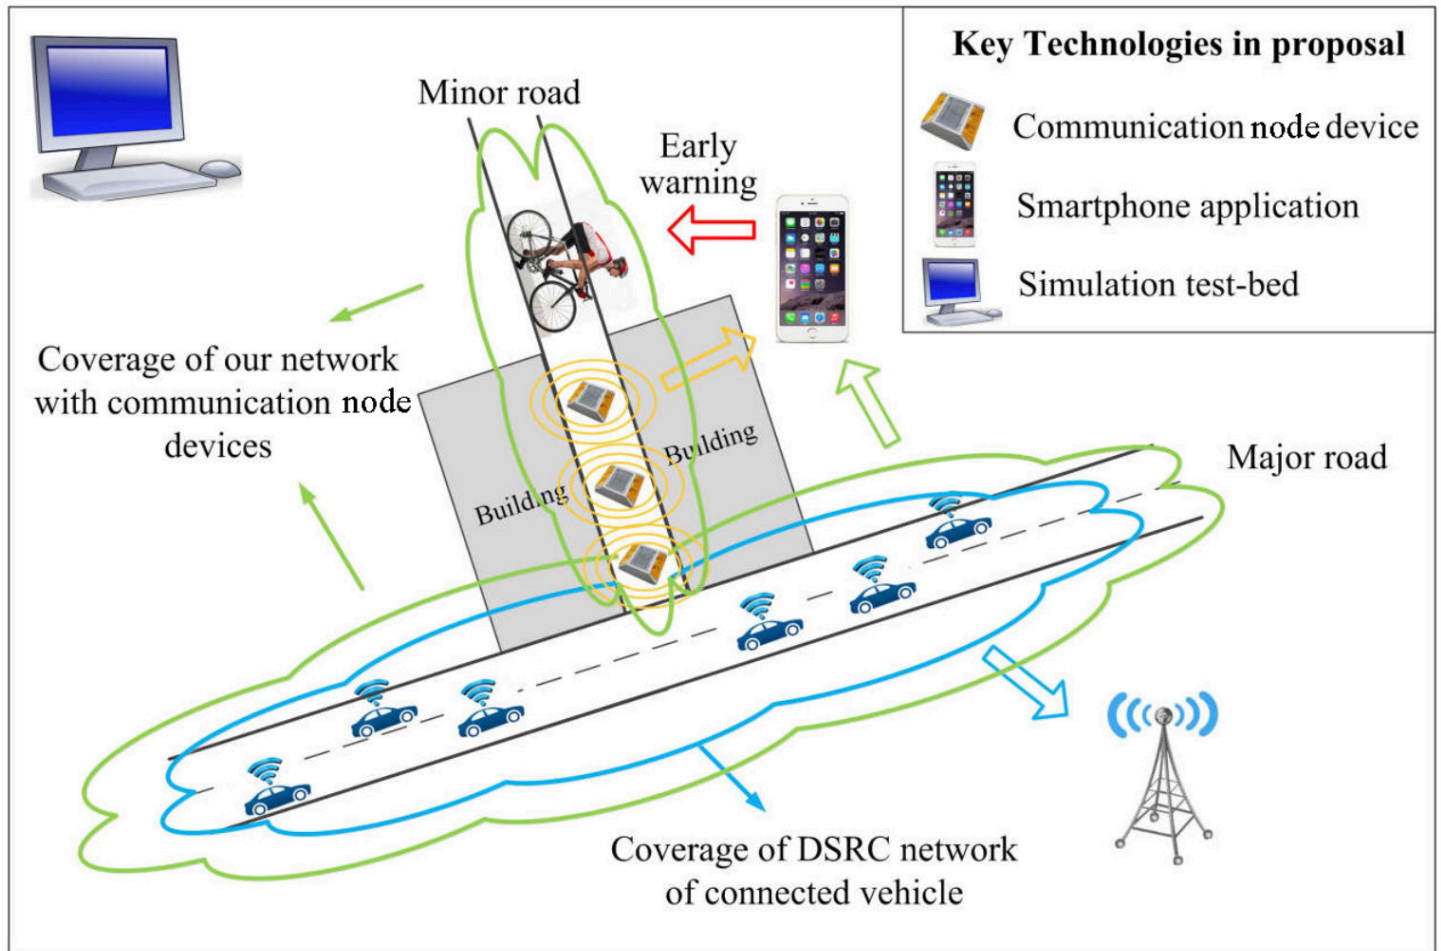 Key Technologies in proposal
Communication node device
Smartphone application
Simulation test-bed
Minor road
Early
warning
Coverage of our network
with communication node
devices
Building
Building
Major road
Coverage of DSRC network
of connected vehicle